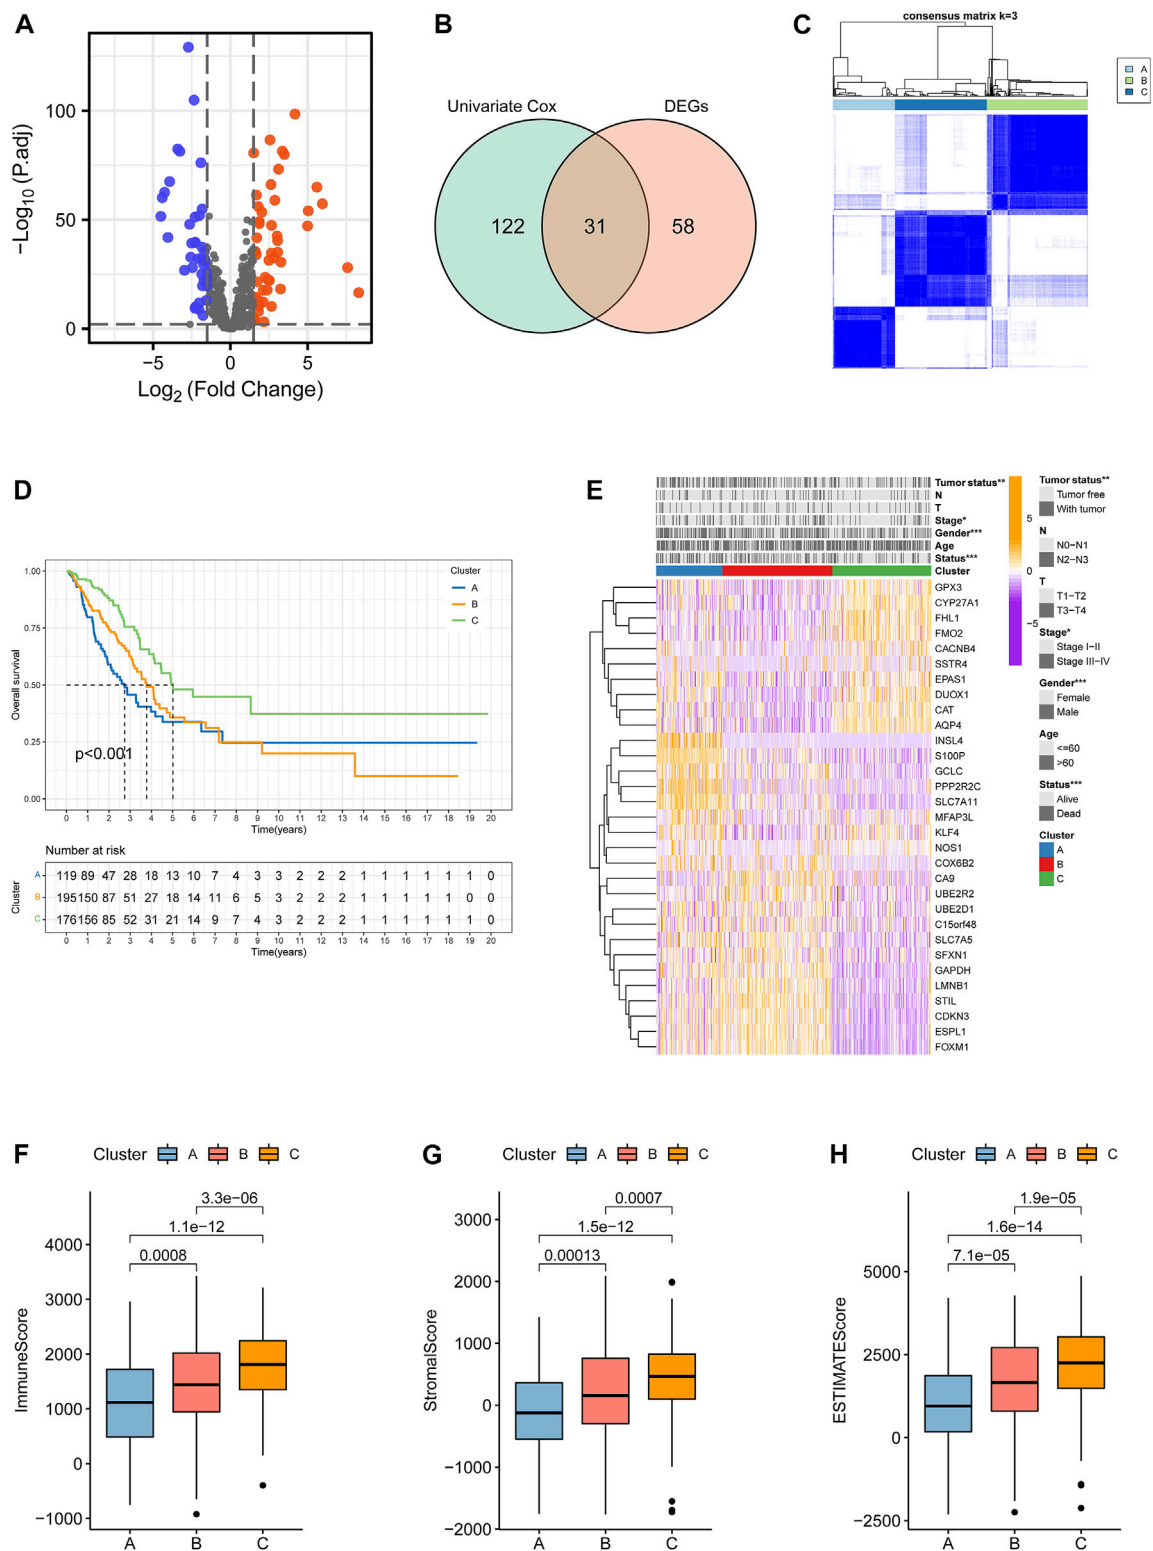 A
−Log10 (P.adj)
100
50
0
−5 0 5
Log2 (Fold Change)
B
Univariate Cox DEGs
122 31 58
C
consensus matrix k=3
A
B
C
D
Overall survival
1.00
0.75
0.50
0.25
0.00
Cluster
A
B
C
p<0.001
0 1 2 3 4 5 6 7 8 9 10 11 12 13 14 15 16 17 18 19 20
Time(years)
Number at risk
Cluster
A 119 89 47 28 18 13 10 7 4 3 3 2 2 2 1 1 1 1 1 1 0
B 195 150 87 51 27 18 14 11 6 5 3 2 2 2 1 1 1 1 1 0 0
C 176 156 85 52 31 21 14 9 7 4 3 2 2 2 1 1 1 1 1 1 0
0 1 2 3 4 5 6 7 8 9 10 11 12 13 14 15 16 17 18 19 20
Time(years)
E
Tumor status**
N
T
Stage*
Gender***
Age
Status***
Cluster
GPX3
CYP27A1
FHL1
FMO2
CACNB4
SSTR4
EPAS1
DUOX1
CAT
AQP4
INSL4
S100P
GCLC
PPP2R2C
SLC7A11
MFAP3L
KLF4
NOS1
COX6B2
CA9
UBE2R2
UBE2D1
C15orf48
SLC7A5
SFXN1
GAPDH
LMNB1
STIL
CDKN3
ESPL1
FOXM1
5
0
−5
Tumor status**
Tumor free
With tumor
N
N0−N1
N2−N3
T
T1−T2
T3−T4
Stage*
Stage I−II
Stage III−IV
Gender***
Female
Male
Age
<=60
>60
Status***
Alive
Dead
Cluster
A
B
C
F
Cluster A B C
ImmuneScore
4000
3000
2000
1000
0
−1000
3.3e−06
1.1e−12
0.0008
A B C
G
Cluster A B C
StromalScore
3000
2000
1000
0
−1000
−2000
0.0007
1.5e−12
0.00013
A B C
H
Cluster A B C
ESTIMATEScore
5000
2500
0
−2500
1.9e−05
1.6e−14
7.1e−05
A B C